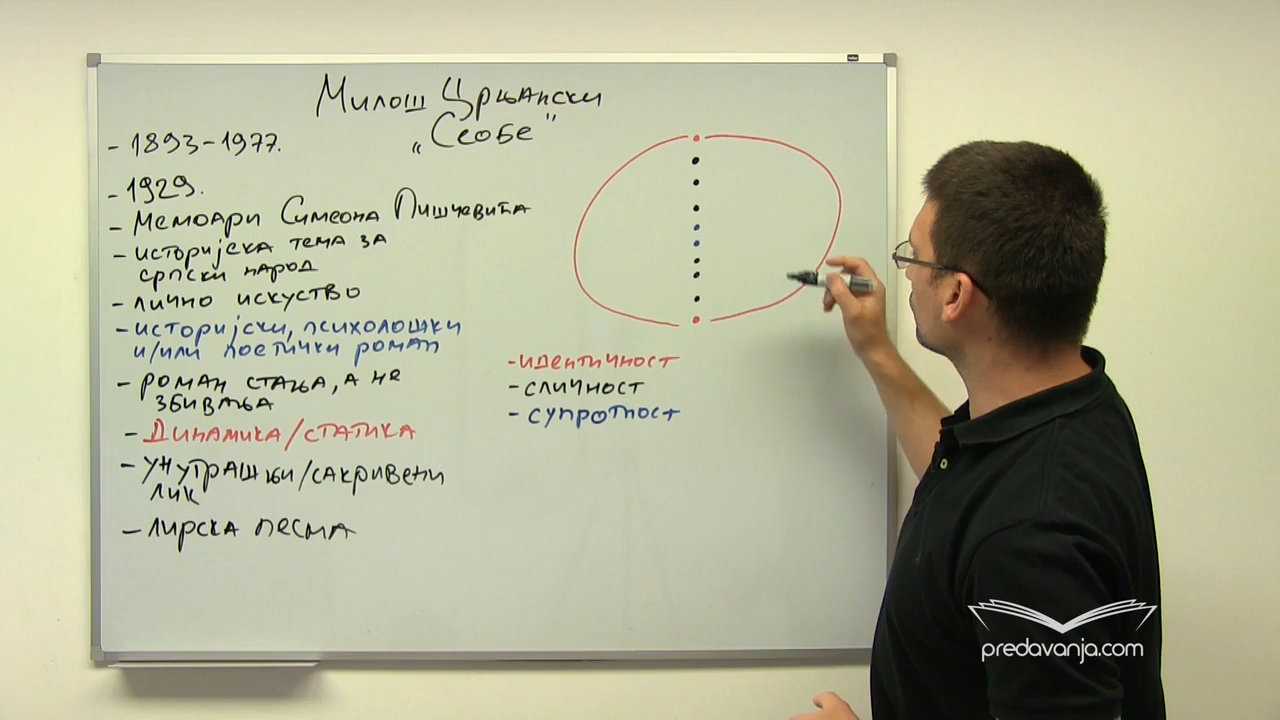 Милош Црњански
„Сеобе"
- 1893-1977.
- 1929.
- Мемоари Симеона Пишчевића
- историјска тема за
српски народ
- лично искуство
- историјски, психолошки
и/или поетички роман
- роман стања, а не
збивања
- Динамика/статика
- унутрашњи/сакривени
лик
- лирска песма
- идентичност
- сличност
- супротност
predavanja.com